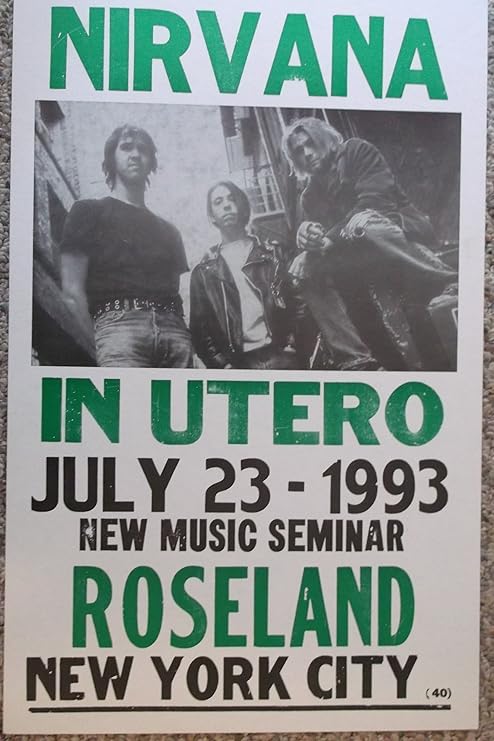 NIRVANA
IN UTERO
JULY 23 - 1993
NEW MUSIC SEMINAR
ROSELAND
NEW YORK CITY (40)